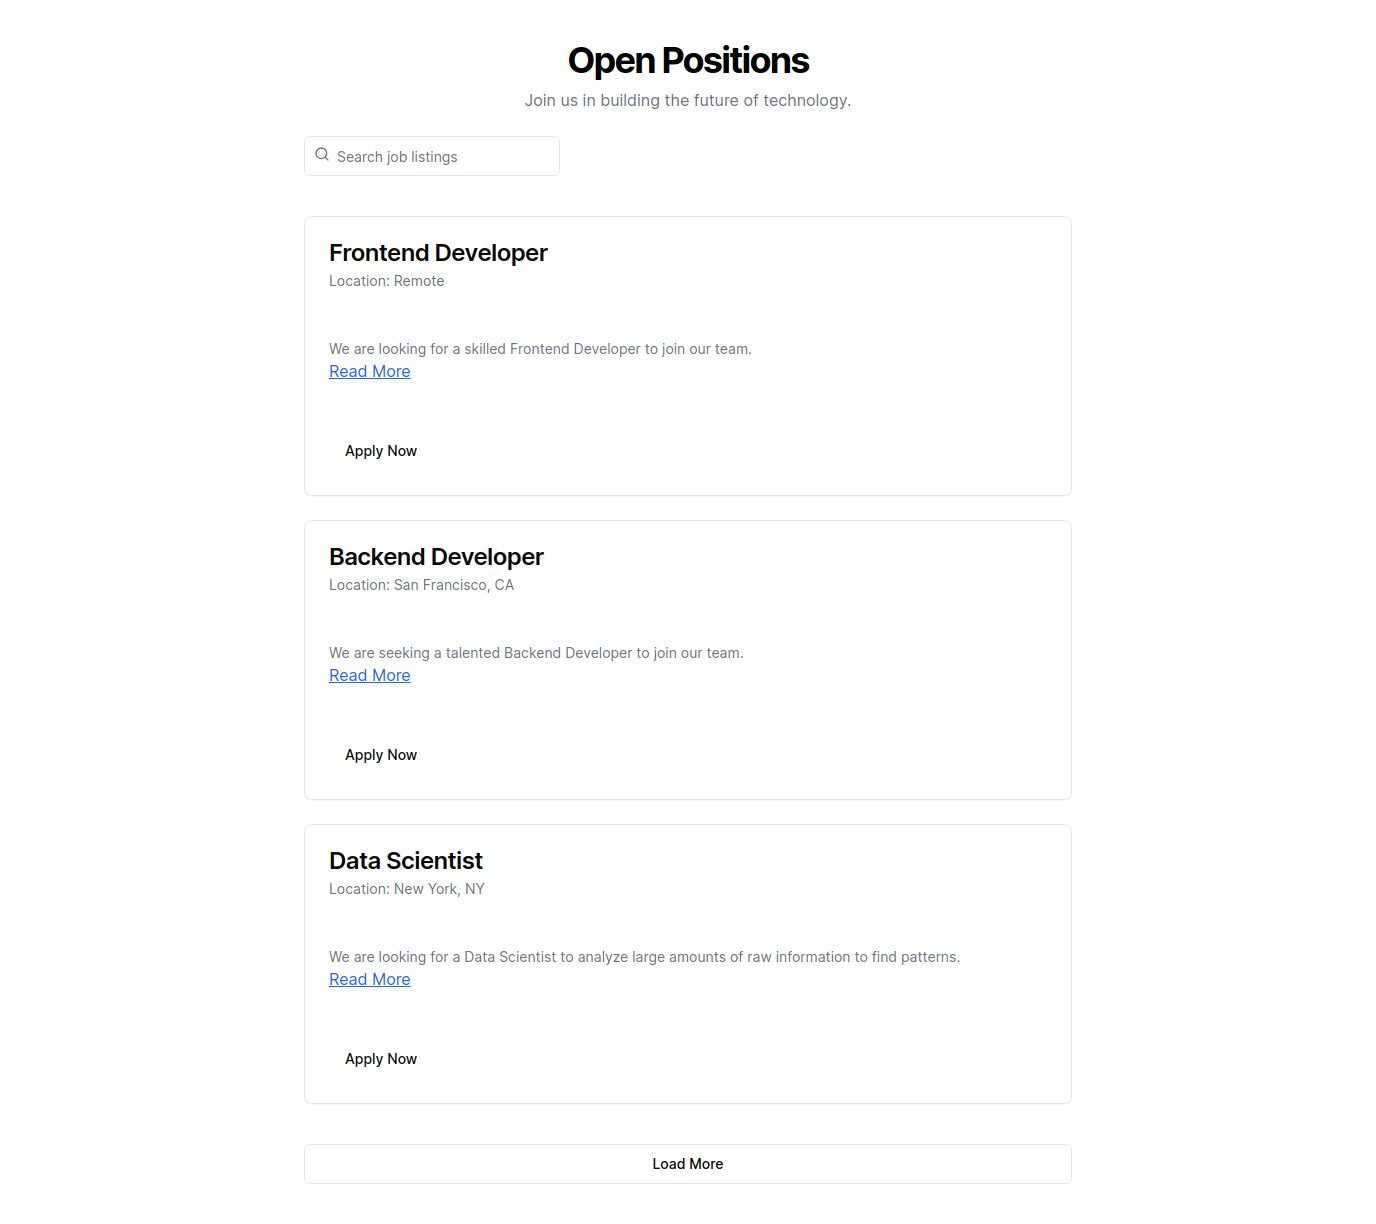 Open Positions
Join us in building the future of technology.
Search job listings
Frontend Developer
Location: Remote
We are looking for a skilled Frontend Developer to join our team.
Read More
Apply Now
Backend Developer
Location: San Francisco, CA
We are seeking a talented Backend Developer to join our team.
Read More
Apply Now
Data Scientist
Location: New York, NY
We are looking for a Data Scientist to analyze large amounts of raw information to find patterns.
Read More
Apply Now
Load More